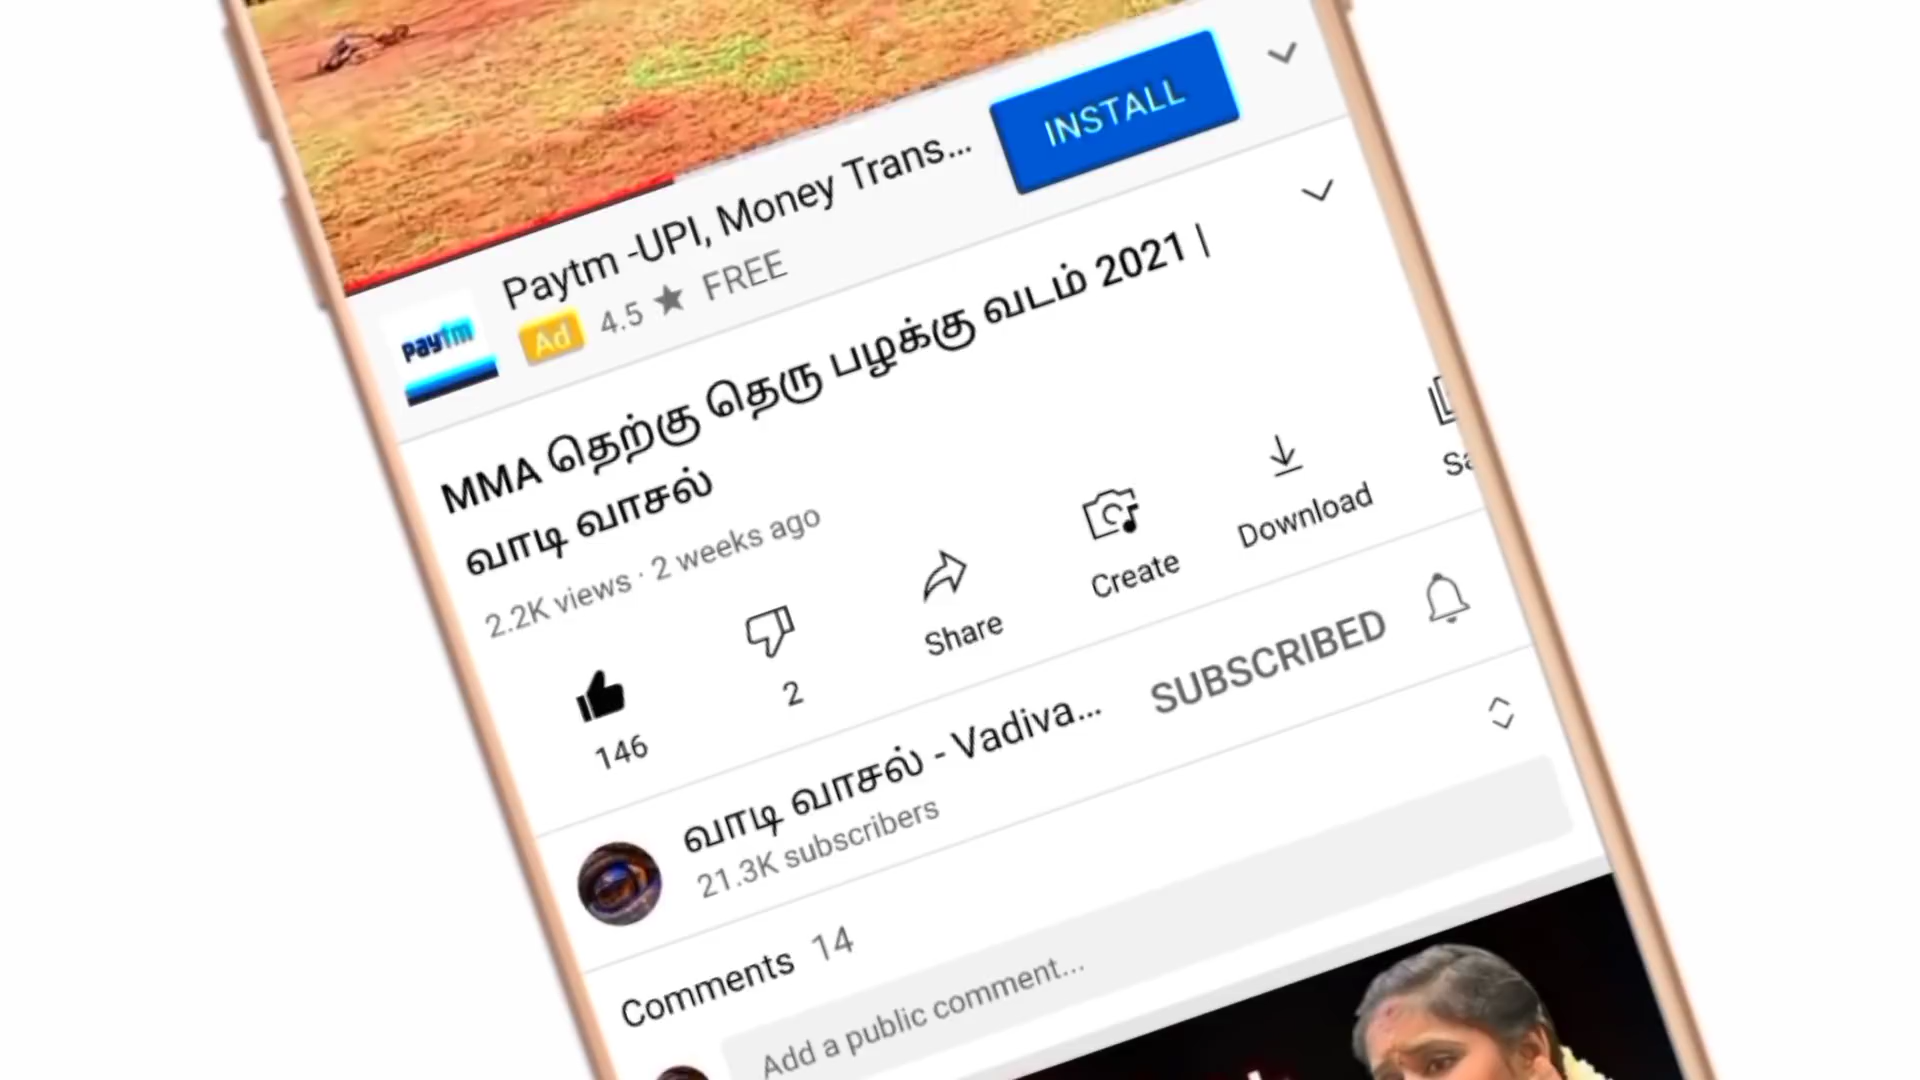 Paytm -UPI, Money Trans...
INSTALL
paytm
Ad 4.5 ★ FREE
MMA தெற்கு தெரு பழக்கு வடம் 2021 |
வாடி வாசல்
2.2K views · 2 weeks ago
146
2
Share
Create
Download
Sa
வாடி வாசல் - Vadiva...
SUBSCRIBED
21.3K subscribers
Comments 14
Add a public comment...